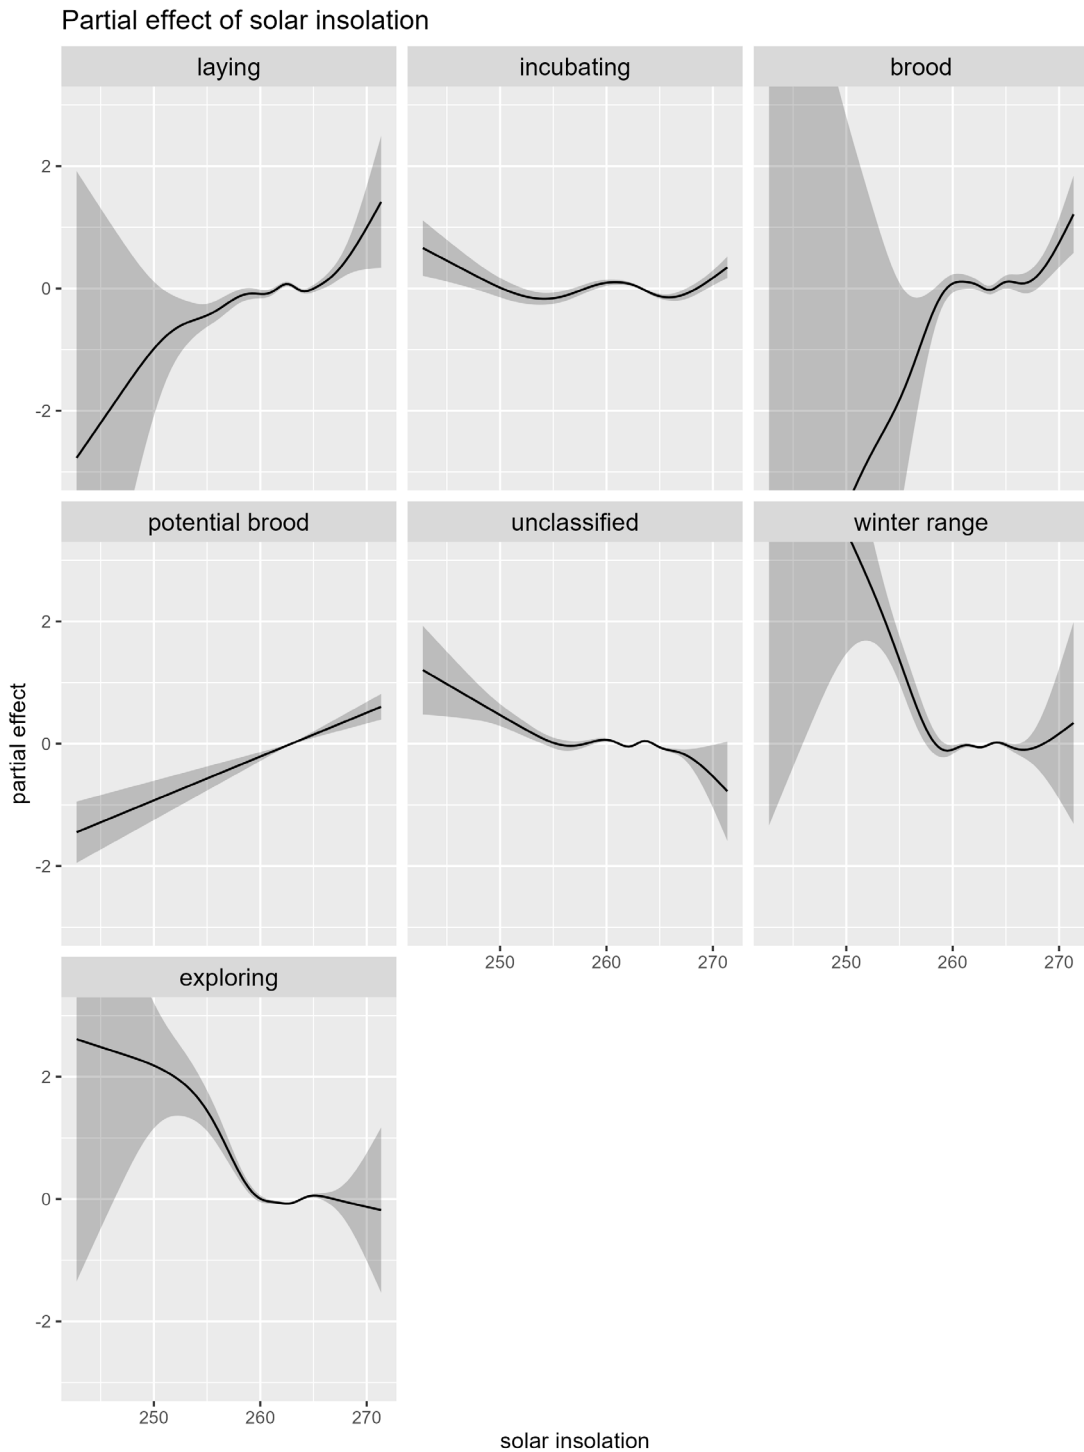 Partial effect of solar insolation
laying
incubating
brood
2
0
-2
potential brood
unclassified
winter range
2
0
-2
partial effect
250
260
270
250
260
270
exploring
2
0
-2
250
260
270
solar insolation